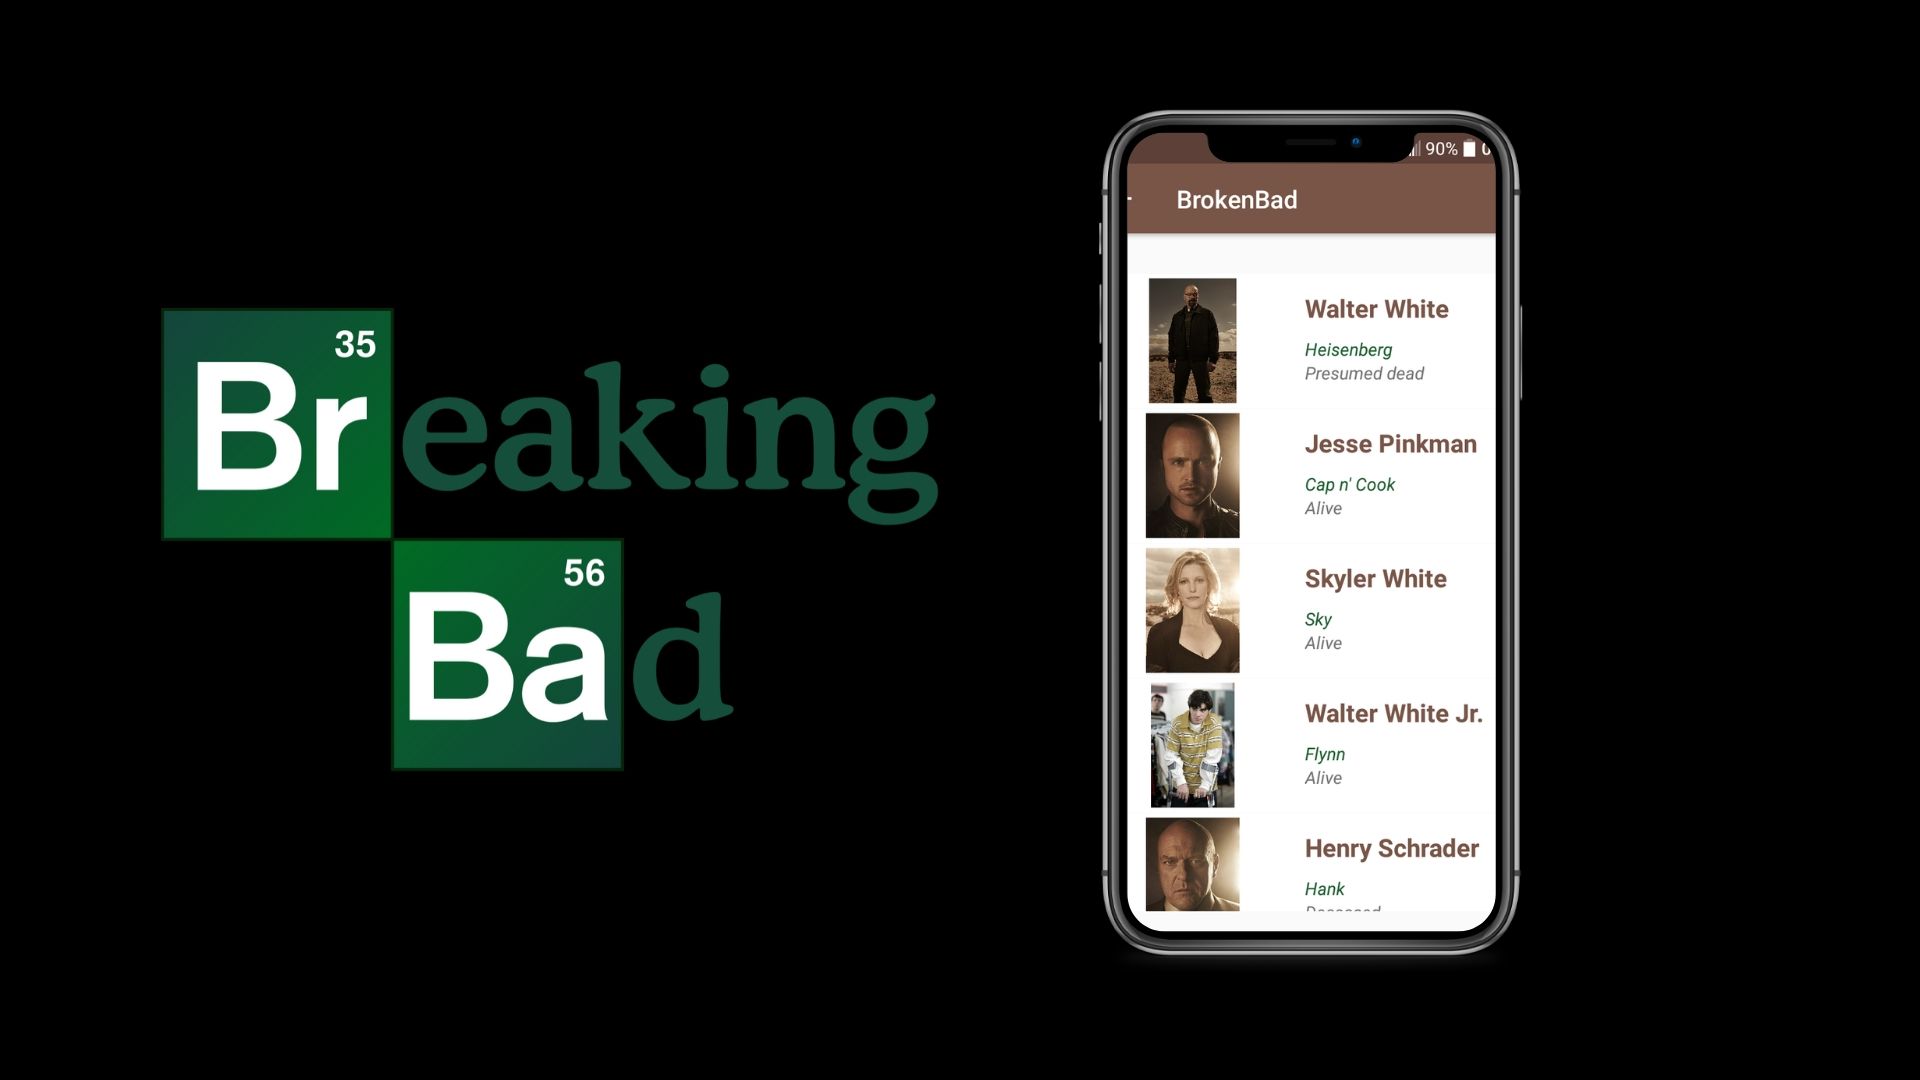 35
Breaking
56
Bad
90%
BrokenBad
Walter White
Heisenberg
Presumed dead
Jesse Pinkman
Cap n' Cook
Alive
Skyler White
Sky
Alive
Walter White Jr.
Flynn
Alive
Henry Schrader
Hank